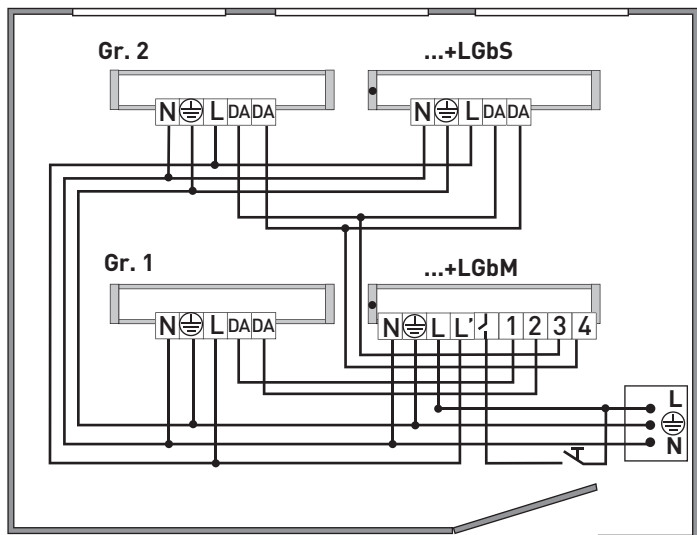 Gr. 2
...+LGbS
N L DA DA
N L DA DA
Gr. 1
...+LGbM
N L DA DA
N L L' 1 2 3 4
L
N